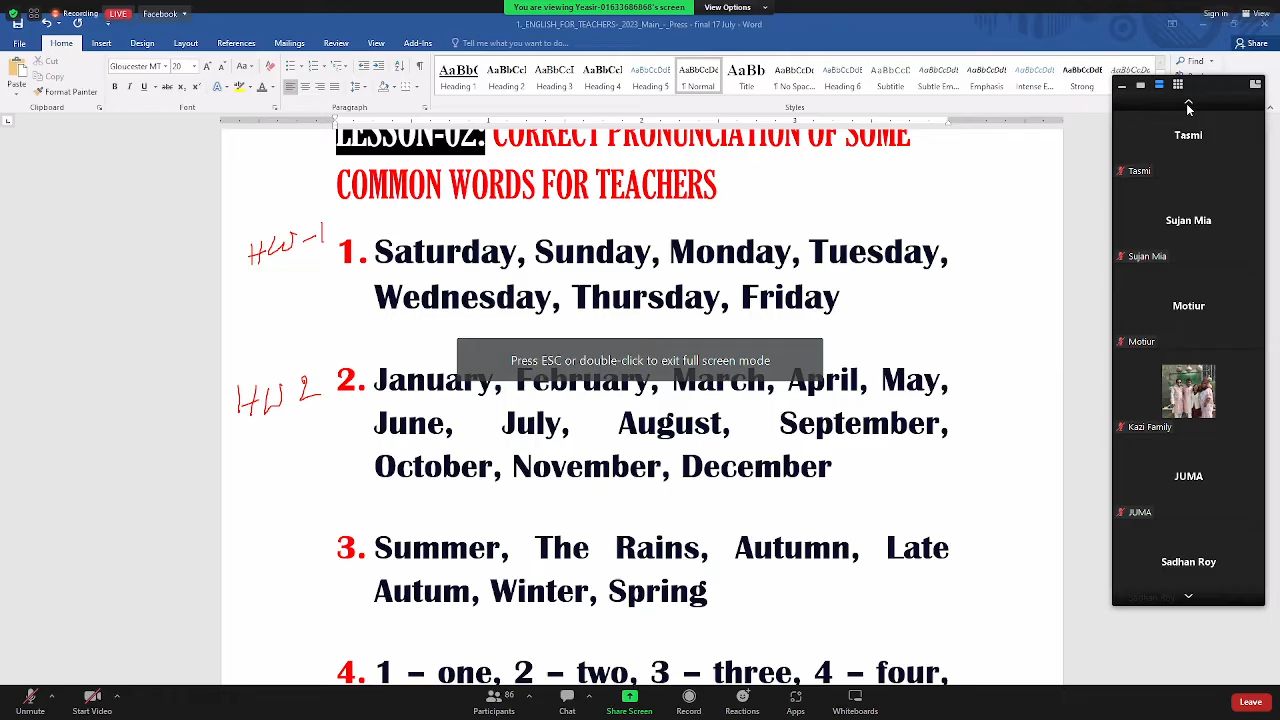 You are viewing Yeasir-01633686868's screen
View Options
Recording
LIVE
Facebook
Sign in
View
1._ENGLISH_FOR_TEACHERS-_2023_Main_-_Press - final 17 July - Word
File Home Insert Design Layout References Mailings Review View Add-Ins Tell me what you want to do... Share
Cut
Copy
Paste
Format Painter
Clipboard
Gloucester MT
20
Font
Paragraph
Heading 1 Heading 2 Heading 3 Heading 4 Heading 5 ¶ Normal Title ¶ No Spac... Heading 6 Subtitle Subtle Em... Emphasis Intense E... Strong
Styles
Find
LESSON-02: CORRECT PRONUNCIATION OF SOME
COMMON WORDS FOR TEACHERS
HW-1
1. Saturday, Sunday, Monday, Tuesday,
Wednesday, Thursday, Friday
Press ESC or double-click to exit full screen mode
HW 2
2. January, February, March, April, May,
June, July, August, September,
October, November, December
3. Summer, The Rains, Autumn, Late
Autum, Winter, Spring
4. 1 – one, 2 – two, 3 – three, 4 – four,
Tasmi
Tasmi
Sujan Mia
Sujan Mia
Motiur
Motiur
Kazi Family
JUMA
JUMA
Sadhan Roy
Sadhan Roy
Unmute
Start Video
Participants
86
Chat
Share Screen
Record
Reactions
Apps
Whiteboards
Leave